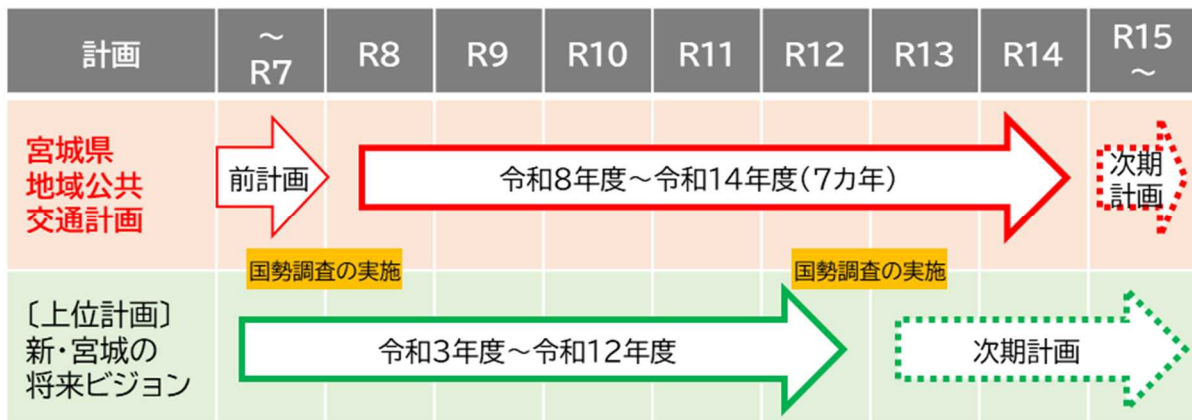 計画
～
R7
R8
R9
R10
R11
R12
R13
R14
R15
～
宮城県
地域公共
交通計画
前計画
令和8年度～令和14年度(7カ年)
次期
計画
国勢調査の実施
国勢調査の実施
〔上位計画〕
新・宮城の
将来ビジョン
令和3年度～令和12年度
次期計画